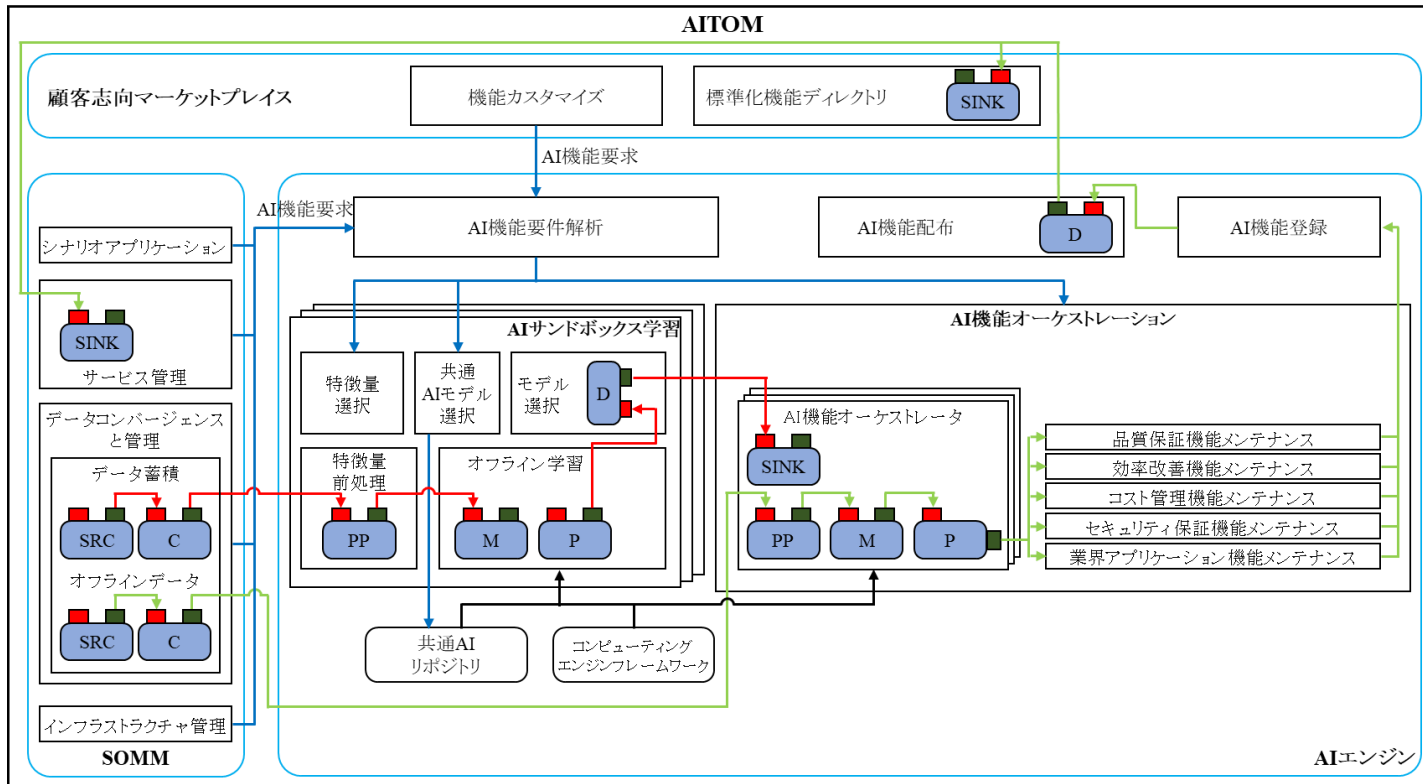 AITOM
顧客志向マーケットプレイス
機能カスタマイズ
標準化機能ディレクトリ
SINK
AI機能要求
AI機能要求
シナリオアプリケーション
AI機能要件解析
AI機能配布
D
AI機能登録
SINK
サービス管理
AIサンドボックス学習
特徴量
選択
共通
AIモデル
選択
モデル
選択
D
AI機能オーケストレーション
AI機能オーケストレータ
SINK
PP
M
P
品質保証機能メンテナンス
効率改善機能メンテナンス
コスト管理機能メンテナンス
セキュリティ保証機能メンテナンス
業界アプリケーション機能メンテナンス
データコンバージェンス
と管理
データ蓄積
SRC
C
オフラインデータ
SRC
C
特徴量
前処理
PP
オフライン学習
M
P
共通AI
リポジトリ
コンピューティング
エンジンフレームワーク
インフラストラクチャ管理
SOMM
AIエンジン